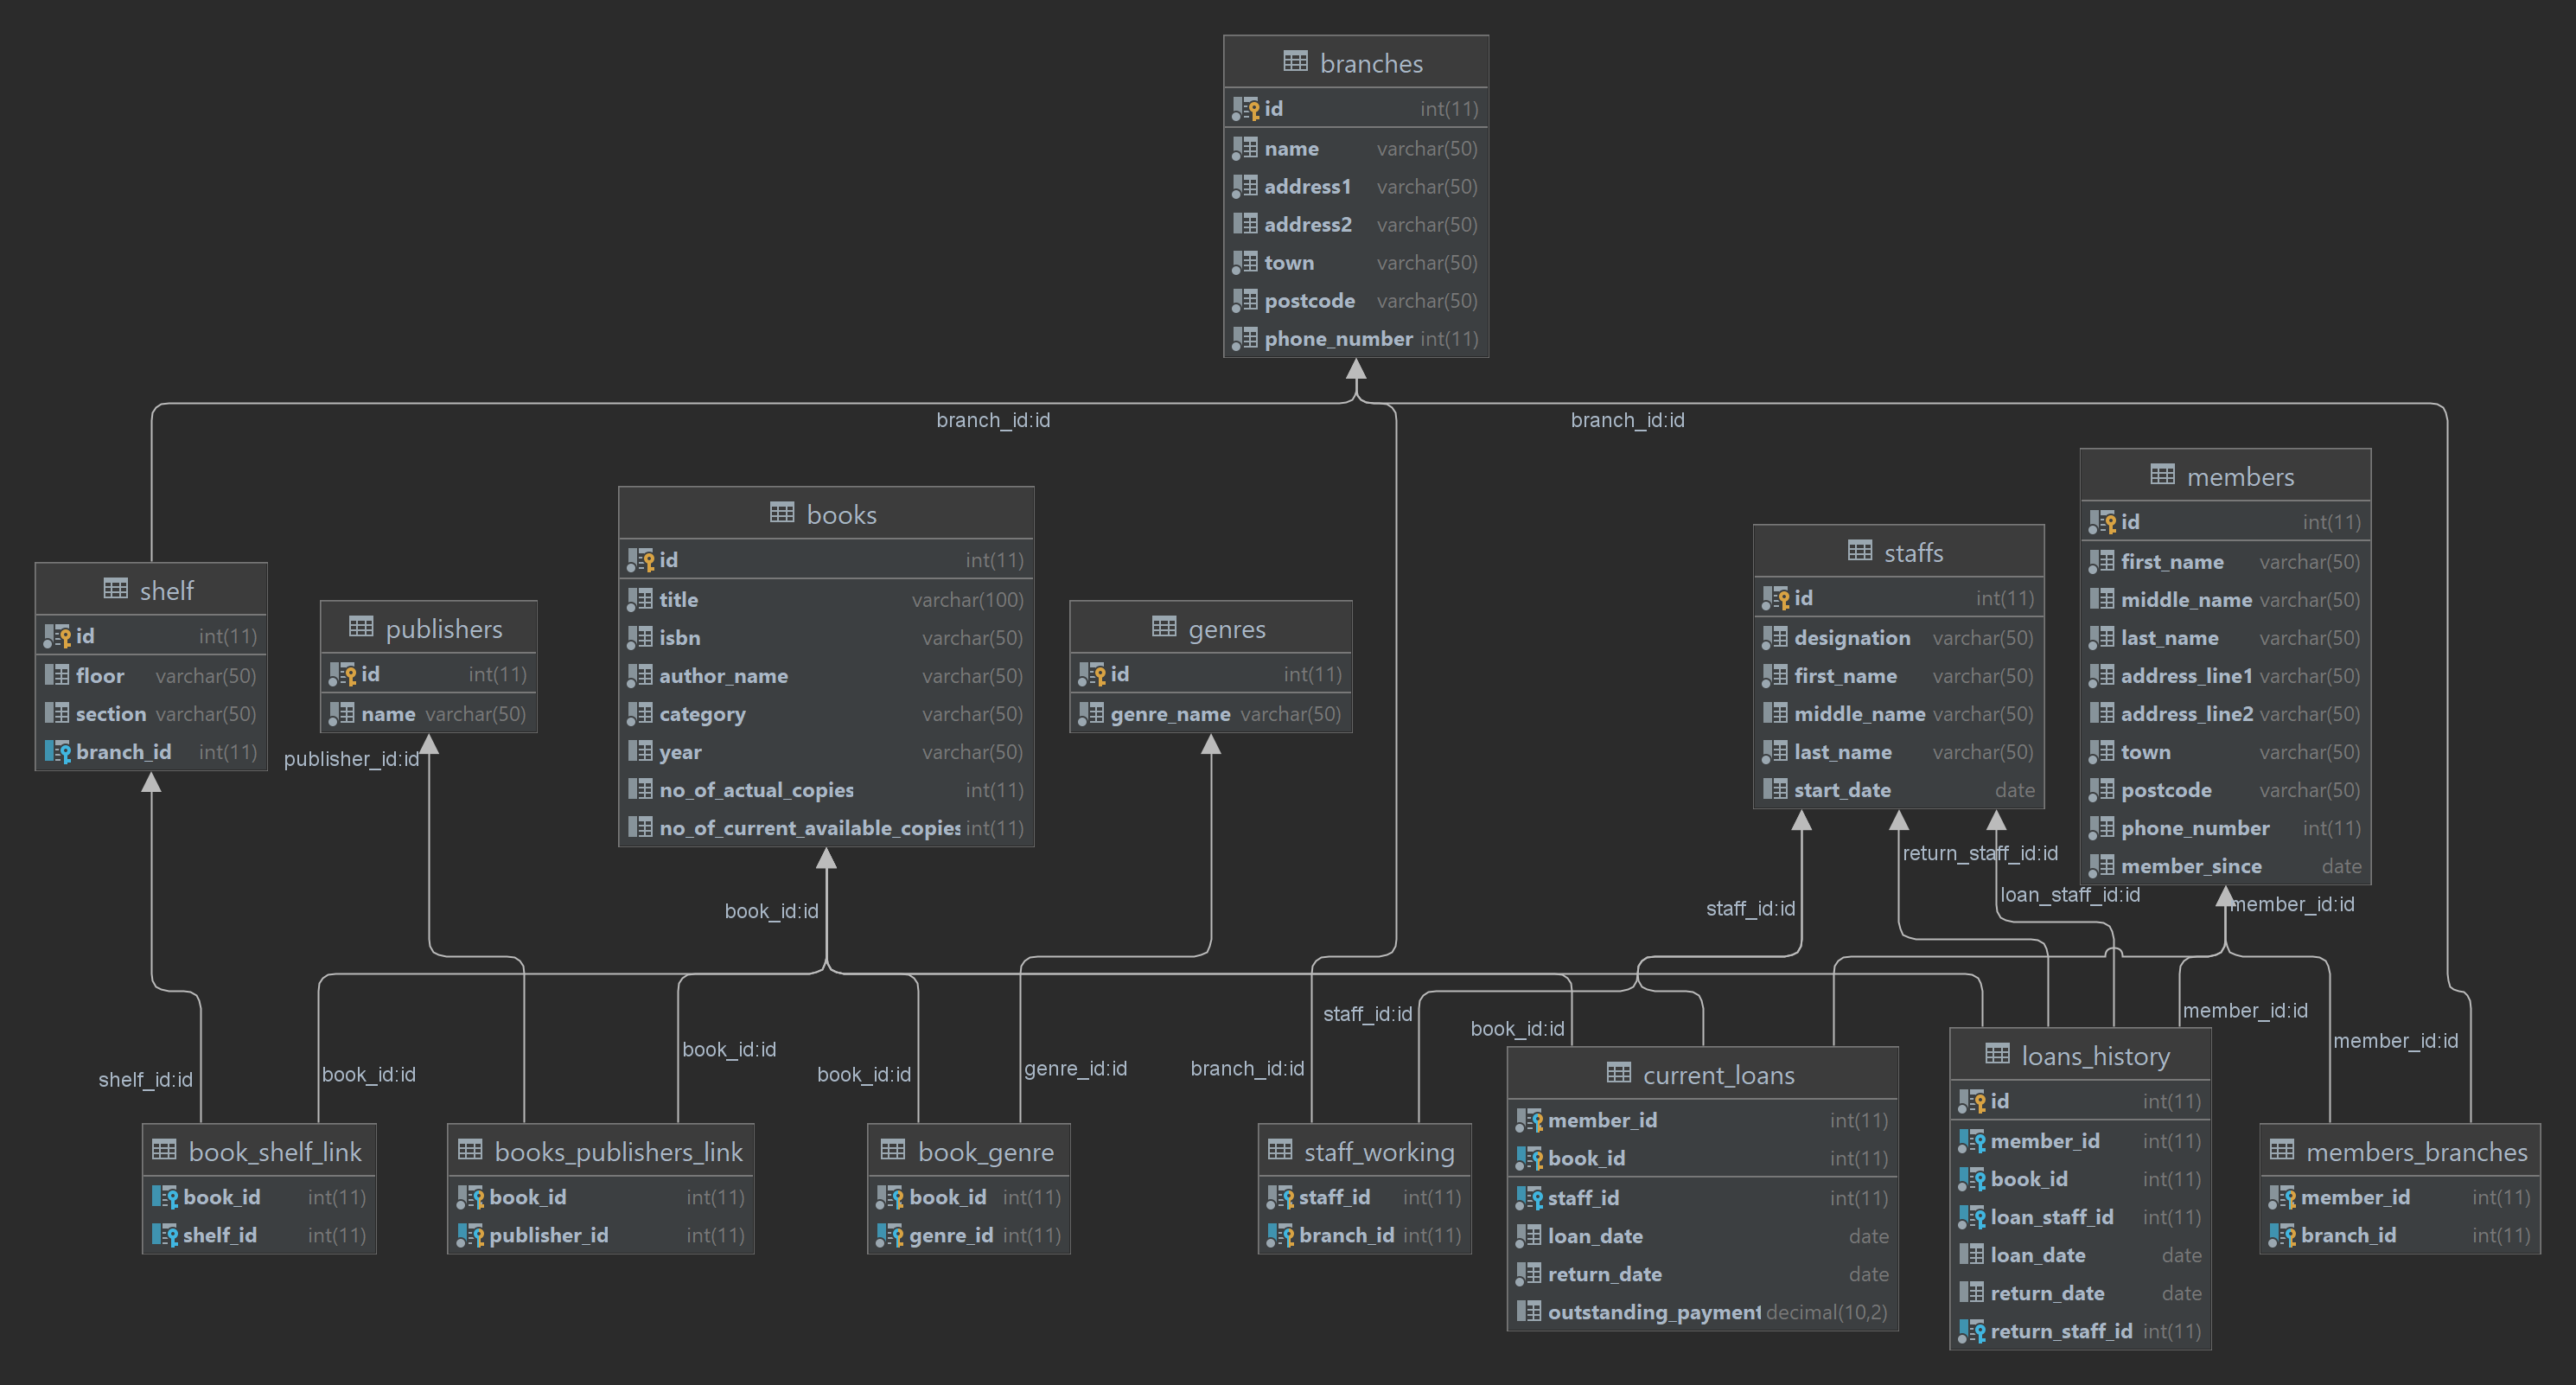 branches
id int(11)
name varchar(50)
address1 varchar(50)
address2 varchar(50)
town varchar(50)
postcode varchar(50)
phone_number int(11)
branch_id:id
branch_id:id
members
id int(11)
first_name varchar(50)
middle_name varchar(50)
last_name varchar(50)
address_line1 varchar(50)
address_line2 varchar(50)
town varchar(50)
postcode varchar(50)
phone_number int(11)
member_since date
books
id int(11)
title varchar(100)
isbn varchar(50)
author_name varchar(50)
category varchar(50)
year varchar(50)
no_of_actual_copies int(11)
no_of_current_available_copies int(11)
staffs
id int(11)
designation varchar(50)
first_name varchar(50)
middle_name varchar(50)
last_name varchar(50)
start_date date
shelf
id int(11)
floor varchar(50)
section varchar(50)
branch_id int(11)
publishers
id int(11)
name varchar(50)
genres
id int(11)
genre_name varchar(50)
publisher_id:id
return_staff_id:id
loan_staff_id:id
member_id:id
staff_id:id
book_id:id
member_id:id
staff_id:id
book_id:id
member_id:id
book_id:id
branch_id:id
genre_id:id
book_id:id
book_id:id
shelf_id:id
book_shelf_link
book_id int(11)
shelf_id int(11)
books_publishers_link
book_id int(11)
publisher_id int(11)
book_genre
book_id int(11)
genre_id int(11)
staff_working
staff_id int(11)
branch_id int(11)
current_loans
member_id int(11)
book_id int(11)
staff_id int(11)
loan_date date
return_date date
outstanding_payment decimal(10,2)
loans_history
id int(11)
member_id int(11)
book_id int(11)
loan_staff_id int(11)
loan_date date
return_date date
return_staff_id int(11)
members_branches
member_id int(11)
branch_id int(11)